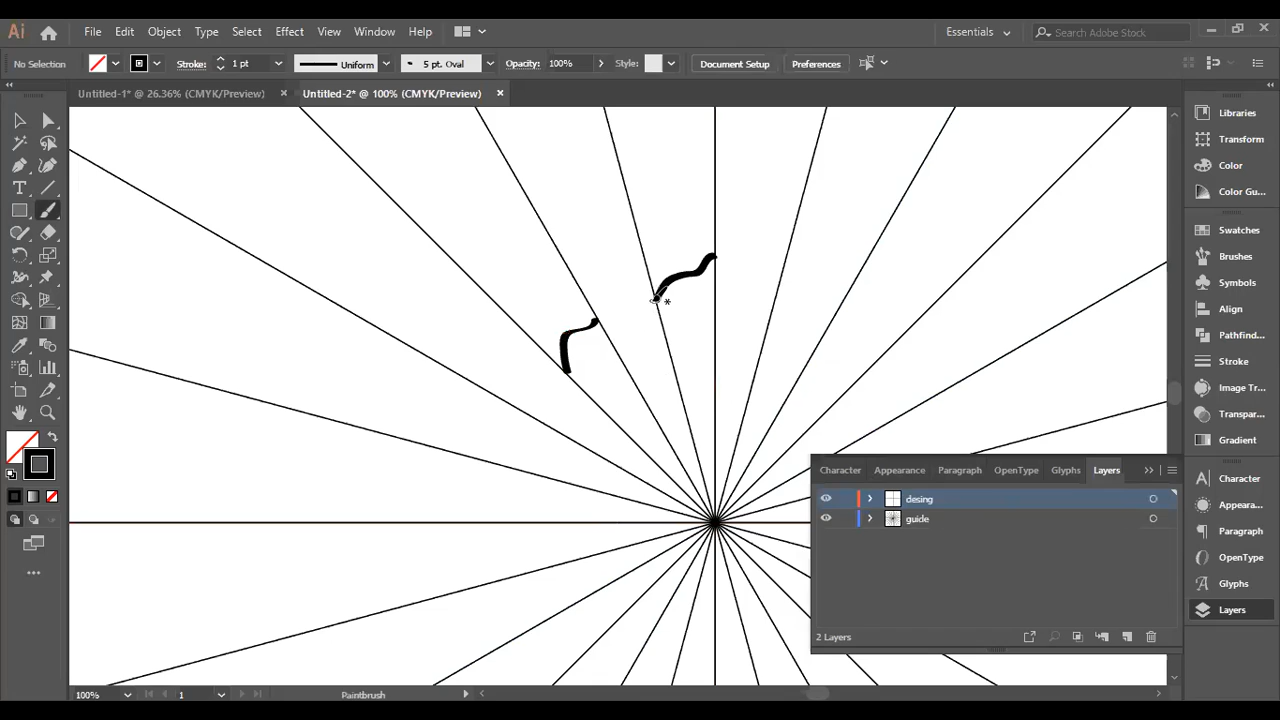 Ai File Edit Object Type Select Effect View Window Help Essentials Search Adobe Stock
No Selection Stroke: 1 pt Uniform 5 pt. Oval Opacity: 100% Style: Document Setup Preferences
Untitled-1* @ 26.36% (CMYK/Preview) Untitled-2* @ 100% (CMYK/Preview)
Libraries
Transform
Color
Color Gu...
Swatches
Brushes
Symbols
Align
Pathfin...
Stroke
Image Tr...
Transpar...
Gradient
Character
Appeara...
Paragraph
OpenType
Glyphs
Layers
Character Appearance Paragraph OpenType Glyphs Layers
desing
guide
2 Layers
100% 1 Paintbrush